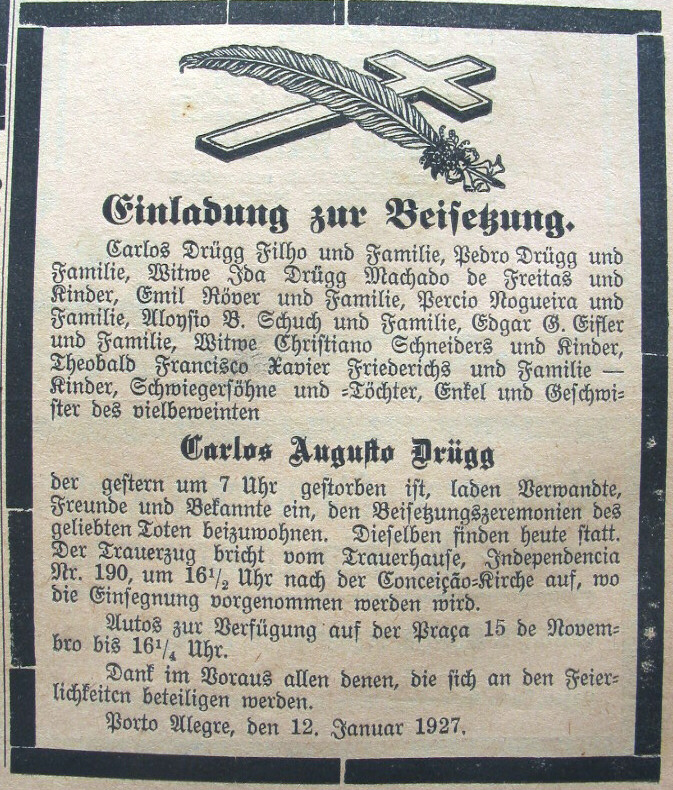 Einladung zur Beisetzung.
Carlos Drügg Filho und Familie, Pedro Drügg und
Familie, Witwe Ida Drügg Machado de Freitas und
Kinder, Emil Röver und Familie, Percio Nogueira und
Familie, Aloysio B. Schuch und Familie, Edgar G. Eifler
und Familie, Witwe Christiano Schneiders und Kinder,
Theobald Francisco Xavier Friederichs und Familie —
Kinder, Schwiegersöhne und =Töchter, Enkel und Geschwi=
ster des vielbeweinten
Carlos Augusto Drügg
der gestern um 7 Uhr gestorben ist, laden Verwandte,
Freunde und Bekannte ein, den Beisetzungszeremonien des
geliebten Toten beizuwohnen. Dieselben finden heute statt.
Der Trauerzug bricht vom Trauerhause, Independencia
Nr. 190, um 16½ Uhr nach der Conceição=Kirche auf, wo
die Einsegnung vorgenommen werden wird.
Autos zur Verfügung auf der Praça 15 de Novem=
bro bis 16¼ Uhr.
Dank im Voraus allen denen, die sich an den Feier=
lichkeiten beteiligen werden.
Porto Alegre, den 12. Januar 1927.